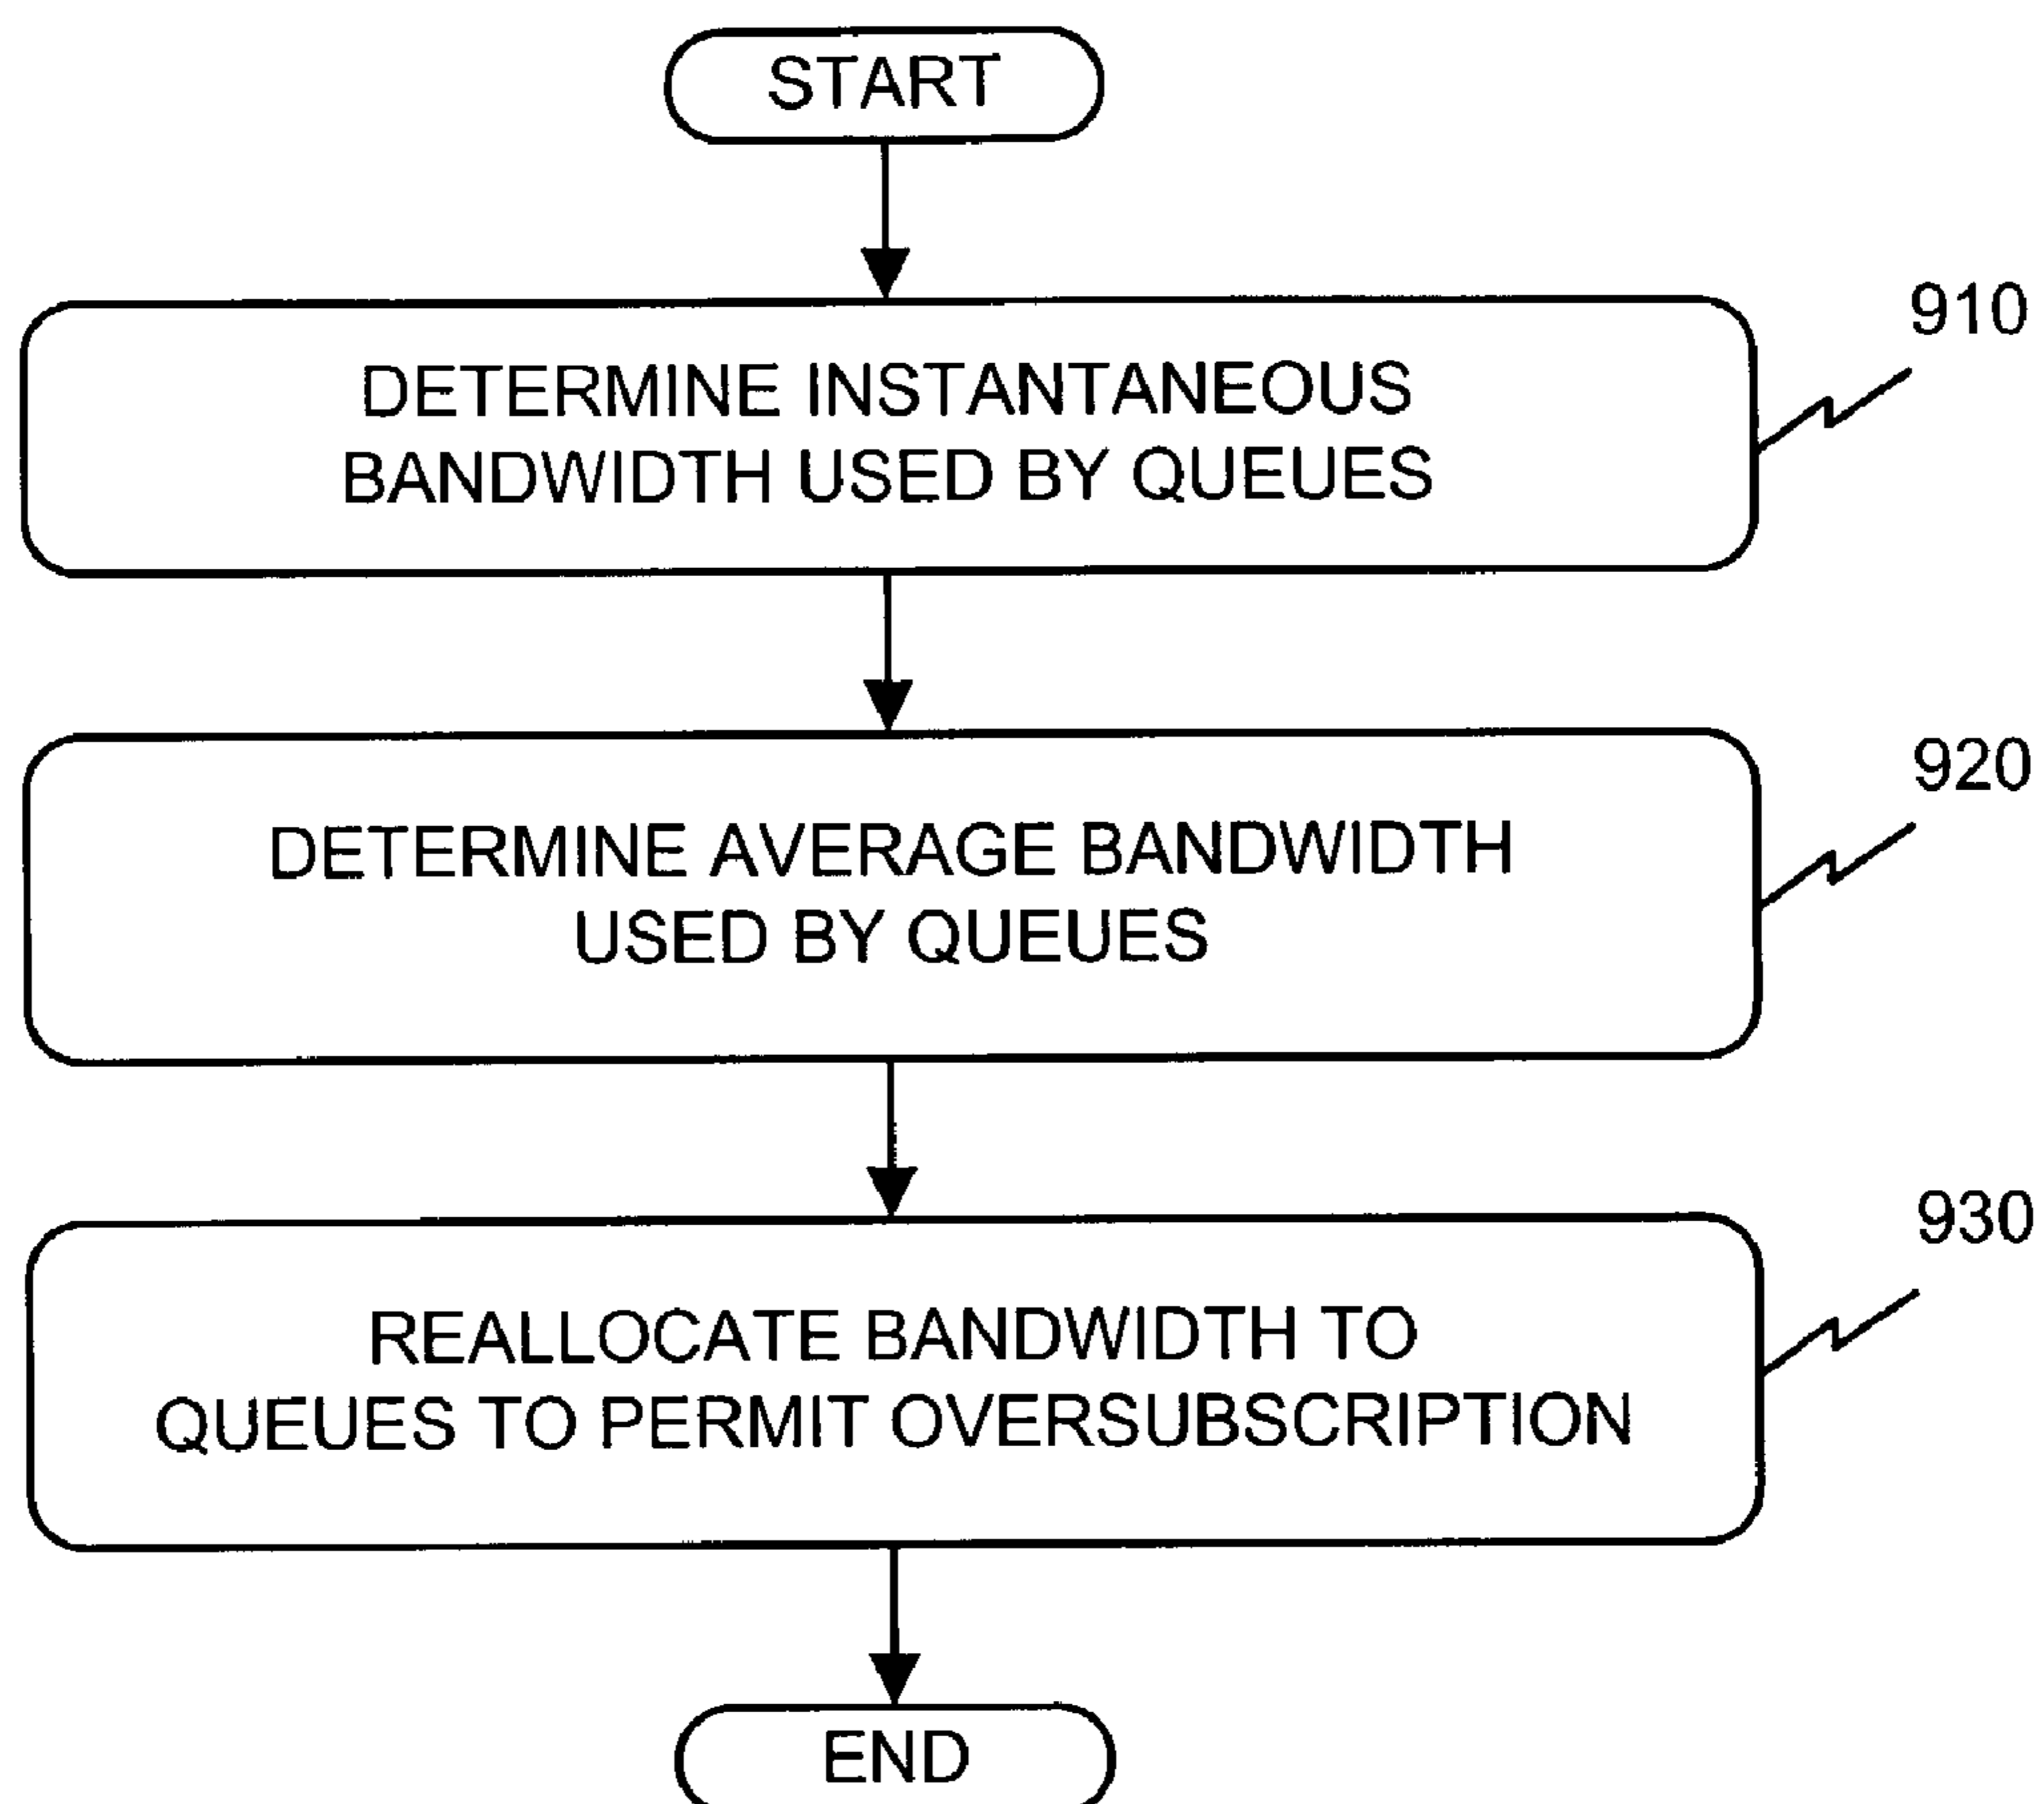 START
910
DETERMINE INSTANTANEOUS
BANDWIDTH USED BY QUEUES
920
DETERMINE AVERAGE BANDWIDTH
USED BY QUEUES
930
REALLOCATE BANDWIDTH TO
QUEUES TO PERMIT OVERSUBSCRIPTION
END